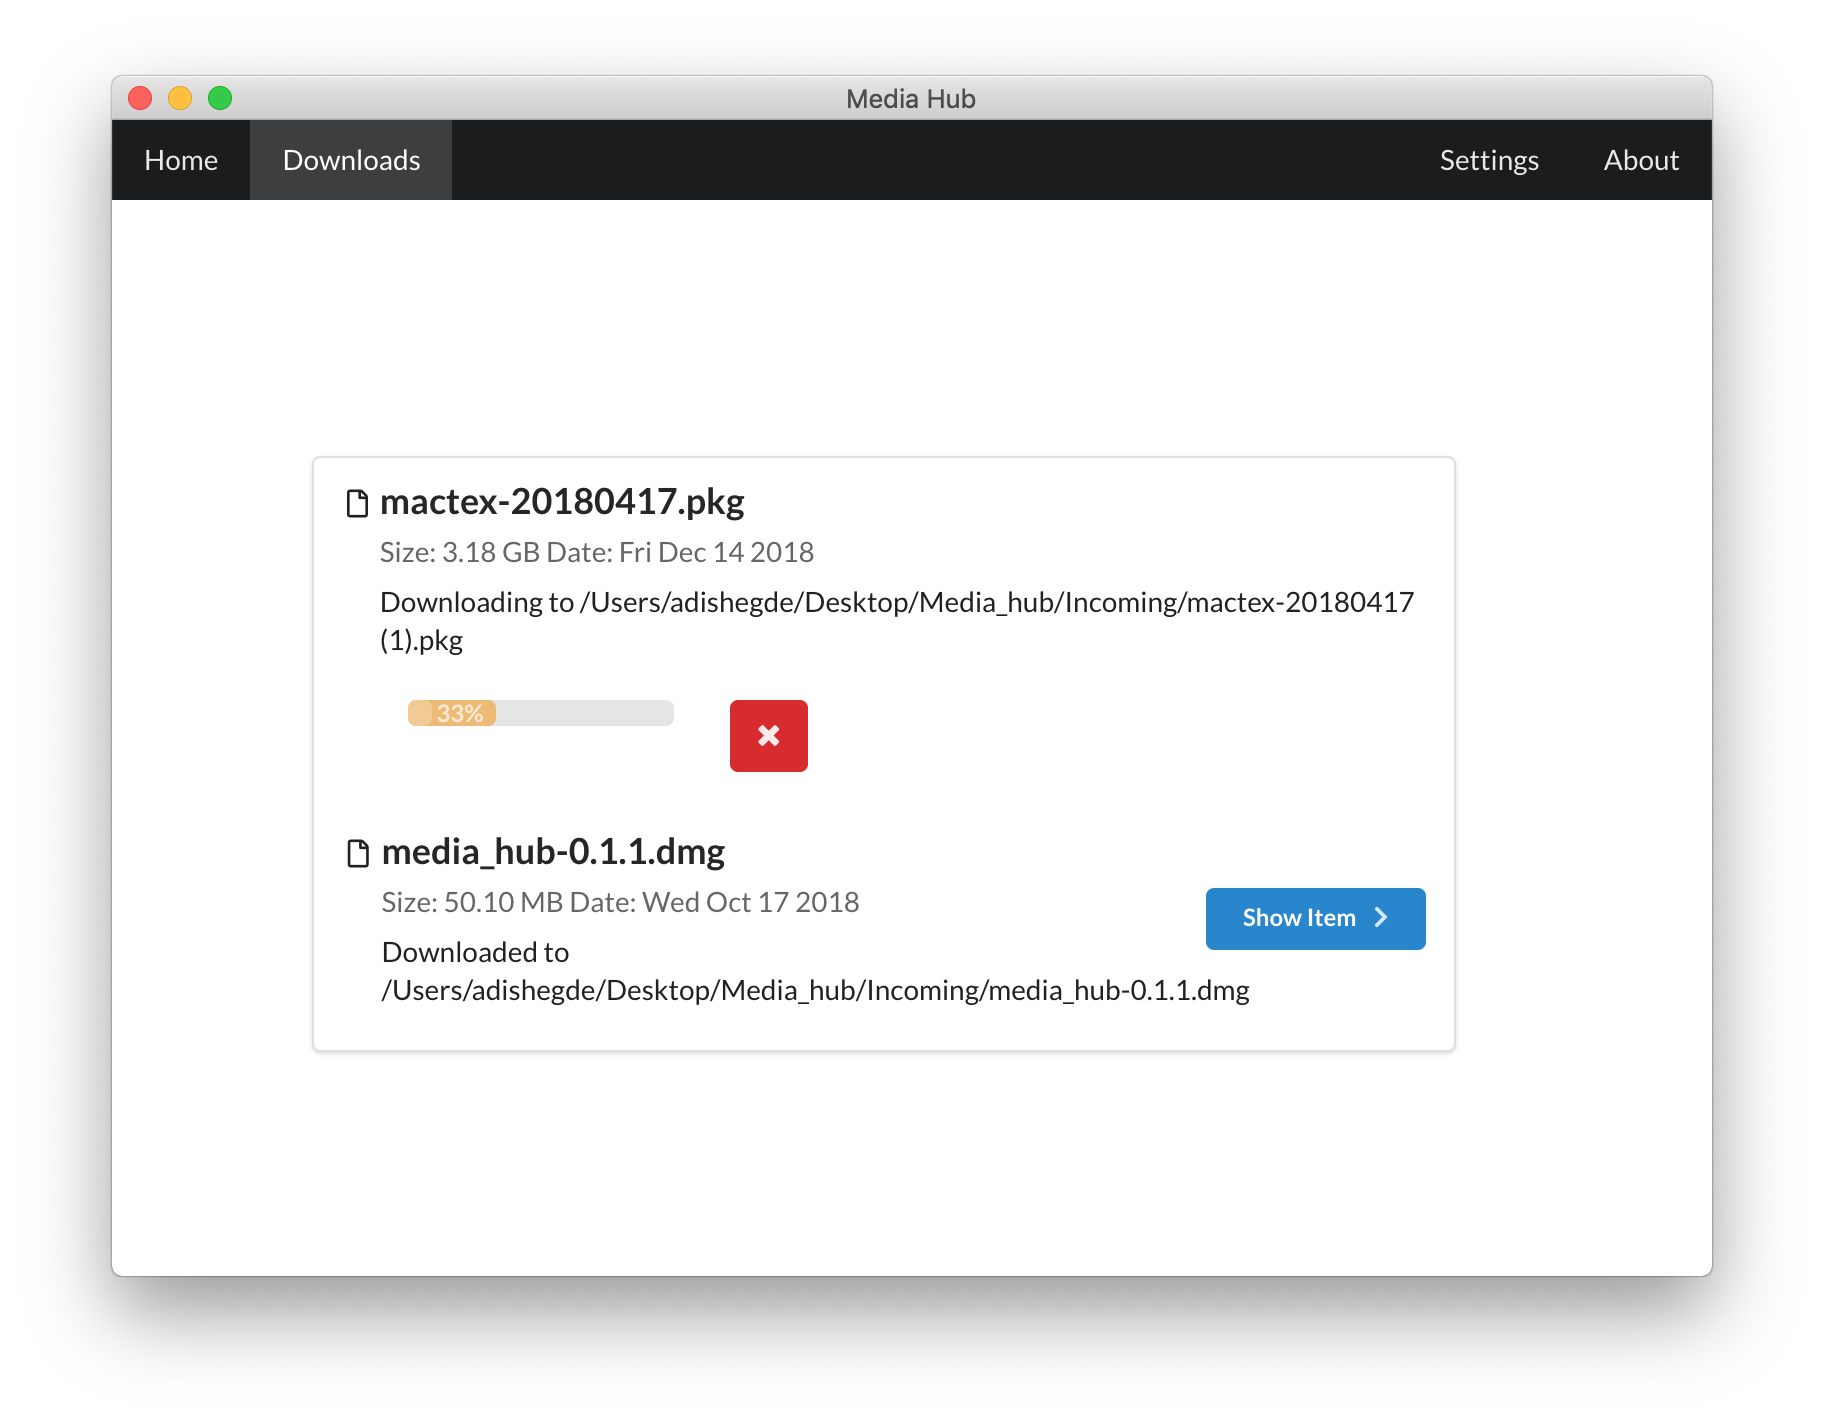 Media Hub
Home Downloads Settings About
mactex-20180417.pkg
Size: 3.18 GB Date: Fri Dec 14 2018
Downloading to /Users/adishegde/Desktop/Media_hub/Incoming/mactex-20180417
(1).pkg
33%
media_hub-0.1.1.dmg
Size: 50.10 MB Date: Wed Oct 17 2018
Show Item
Downloaded to
/Users/adishegde/Desktop/Media_hub/Incoming/media_hub-0.1.1.dmg